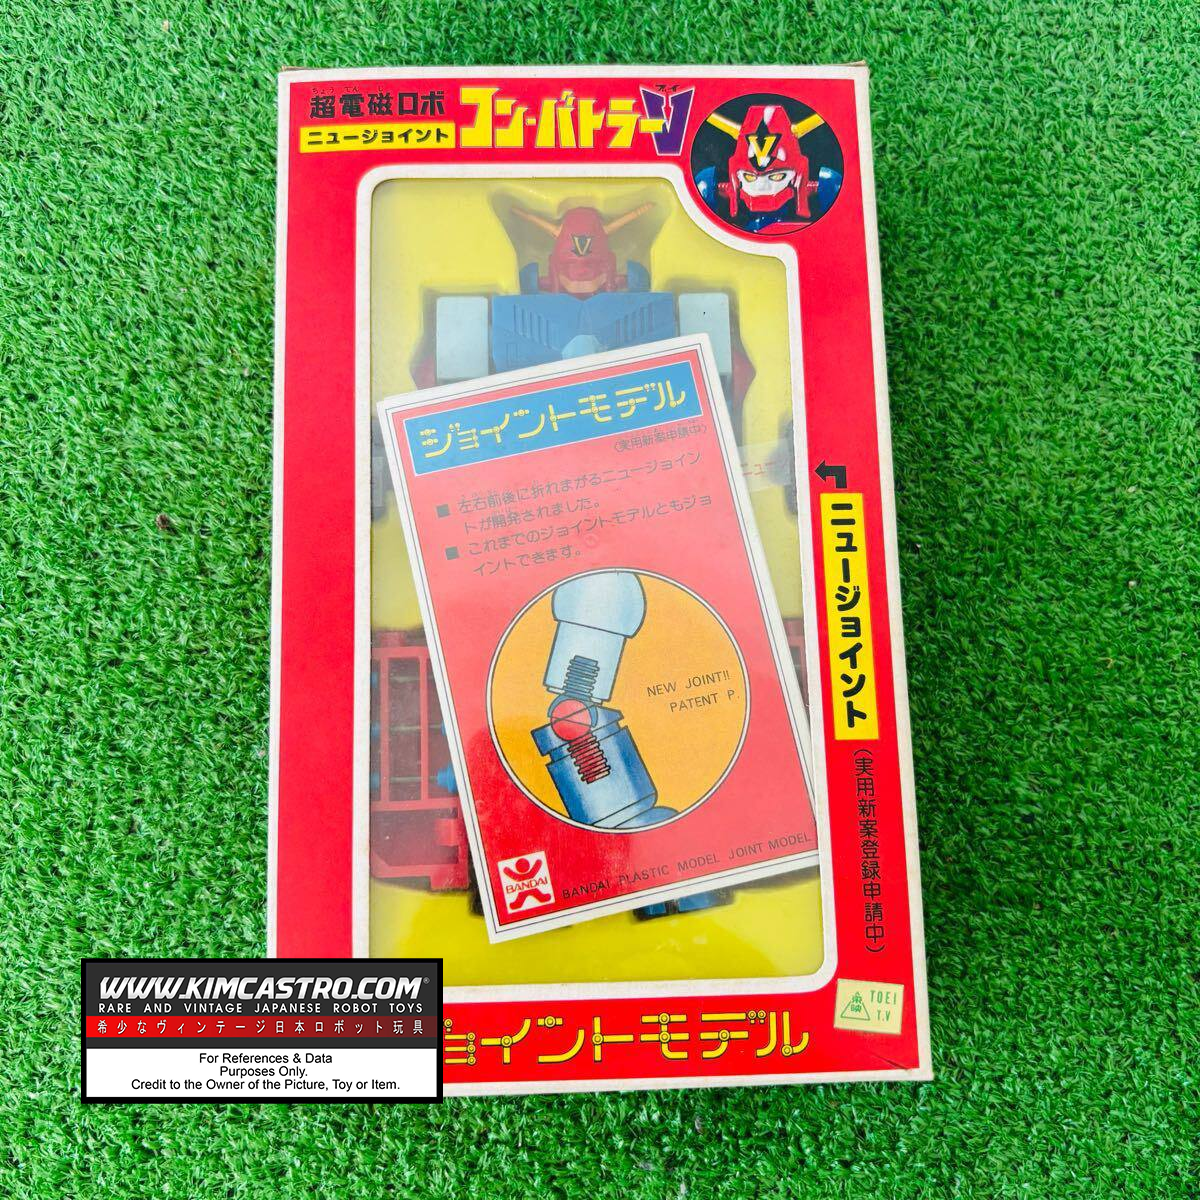 ちょう でん じ
超電磁ロボ
ニュージョイント
コン・バトラーV
ブイ
V
V
ジョイントモデル
(実用新案申請中)
■ 左右前後に折れまがるニュージョイン
トが開発されました。
■ これまでのジョイントモデルともジョ
イントできます。
NEW JOINT!!
PATENT P.
BANDAI
BANDAI PLASTIC MODEL JOINT MODEL
ニュージョイント
(実用新案登録申請中)
東映
TOEI
T.V
ョイントモデル
WWW.KIMCASTRO.COM®
RARE AND VINTAGE JAPANESE ROBOT TOYS
希少なヴィンテージ日本ロボット玩具
For References & Data
Purposes Only.
Credit to the Owner of the Picture, Toy or Item.